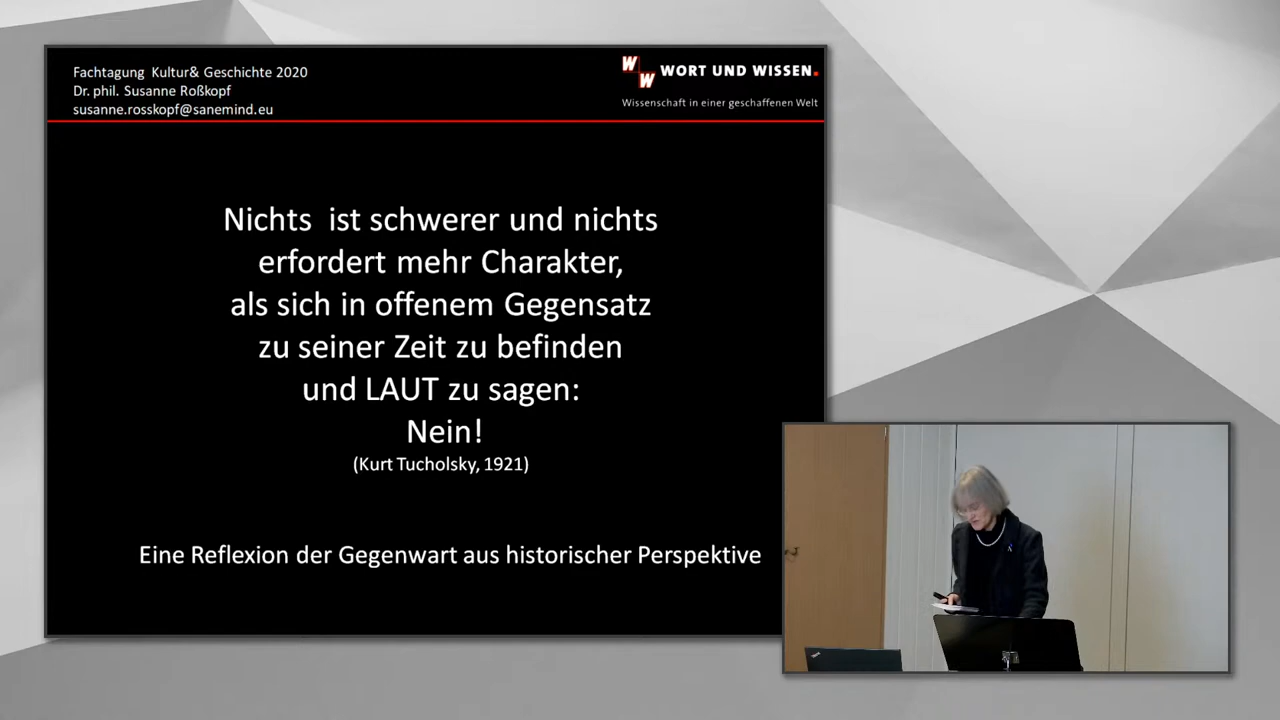 Fachtagung Kultur& Geschichte 2020
Dr. phil. Susanne Roßkopf
susanne.rosskopf@sanemind.eu
W W WORT UND WISSEN.
Wissenschaft in einer geschaffenen Welt
Nichts ist schwerer und nichts
erfordert mehr Charakter,
als sich in offenem Gegensatz
zu seiner Zeit zu befinden
und LAUT zu sagen:
Nein!
(Kurt Tucholsky, 1921)
Eine Reflexion der Gegenwart aus historischer Perspektive